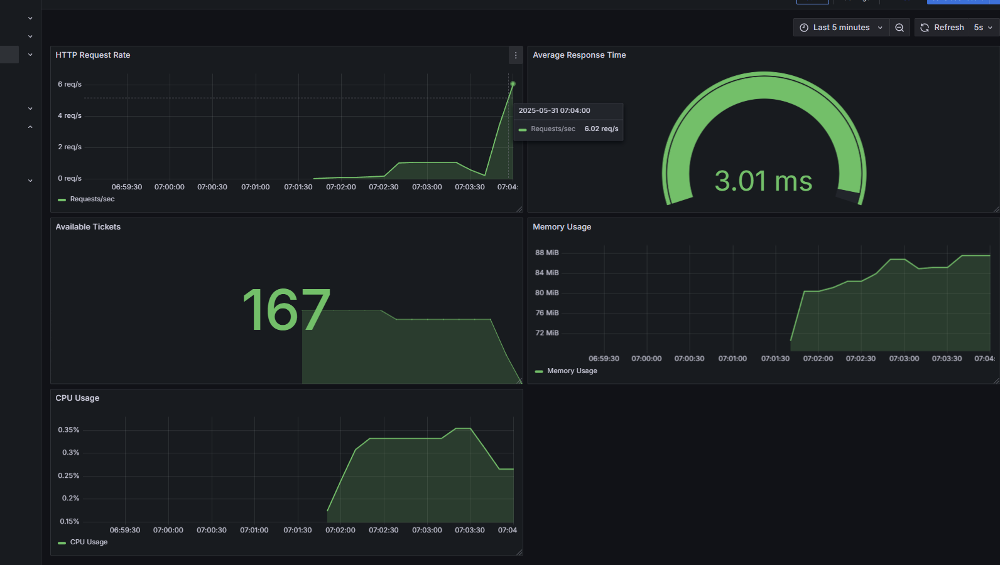 Last 5 minutes
Refresh
5s
HTTP Request Rate
6 req/s
4 req/s
2 req/s
0 req/s
06:59:30 07:00:00 07:00:30 07:01:00 07:01:30 07:02:00 07:02:30 07:03:00 07:03:30 07:04:
Requests/sec
2025-05-31 07:04:00
Requests/sec 6.02 req/s
Average Response Time
3.01 ms
Available Tickets
167
Memory Usage
88 MiB
84 MiB
80 MiB
76 MiB
72 MiB
06:59:30 07:00:00 07:00:30 07:01:00 07:01:30 07:02:00 07:02:30 07:03:00 07:03:30 07:04:
Memory Usage
CPU Usage
0.35%
0.3%
0.25%
0.2%
0.15%
06:59:30 07:00:00 07:00:30 07:01:00 07:01:30 07:02:00 07:02:30 07:03:00 07:03:30 07:04
CPU Usage